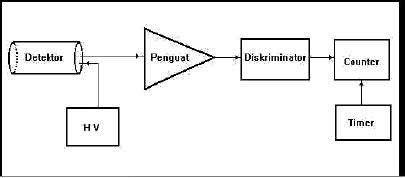 Detektor
Penguat
Diskriminator
Counter
H V
Timer